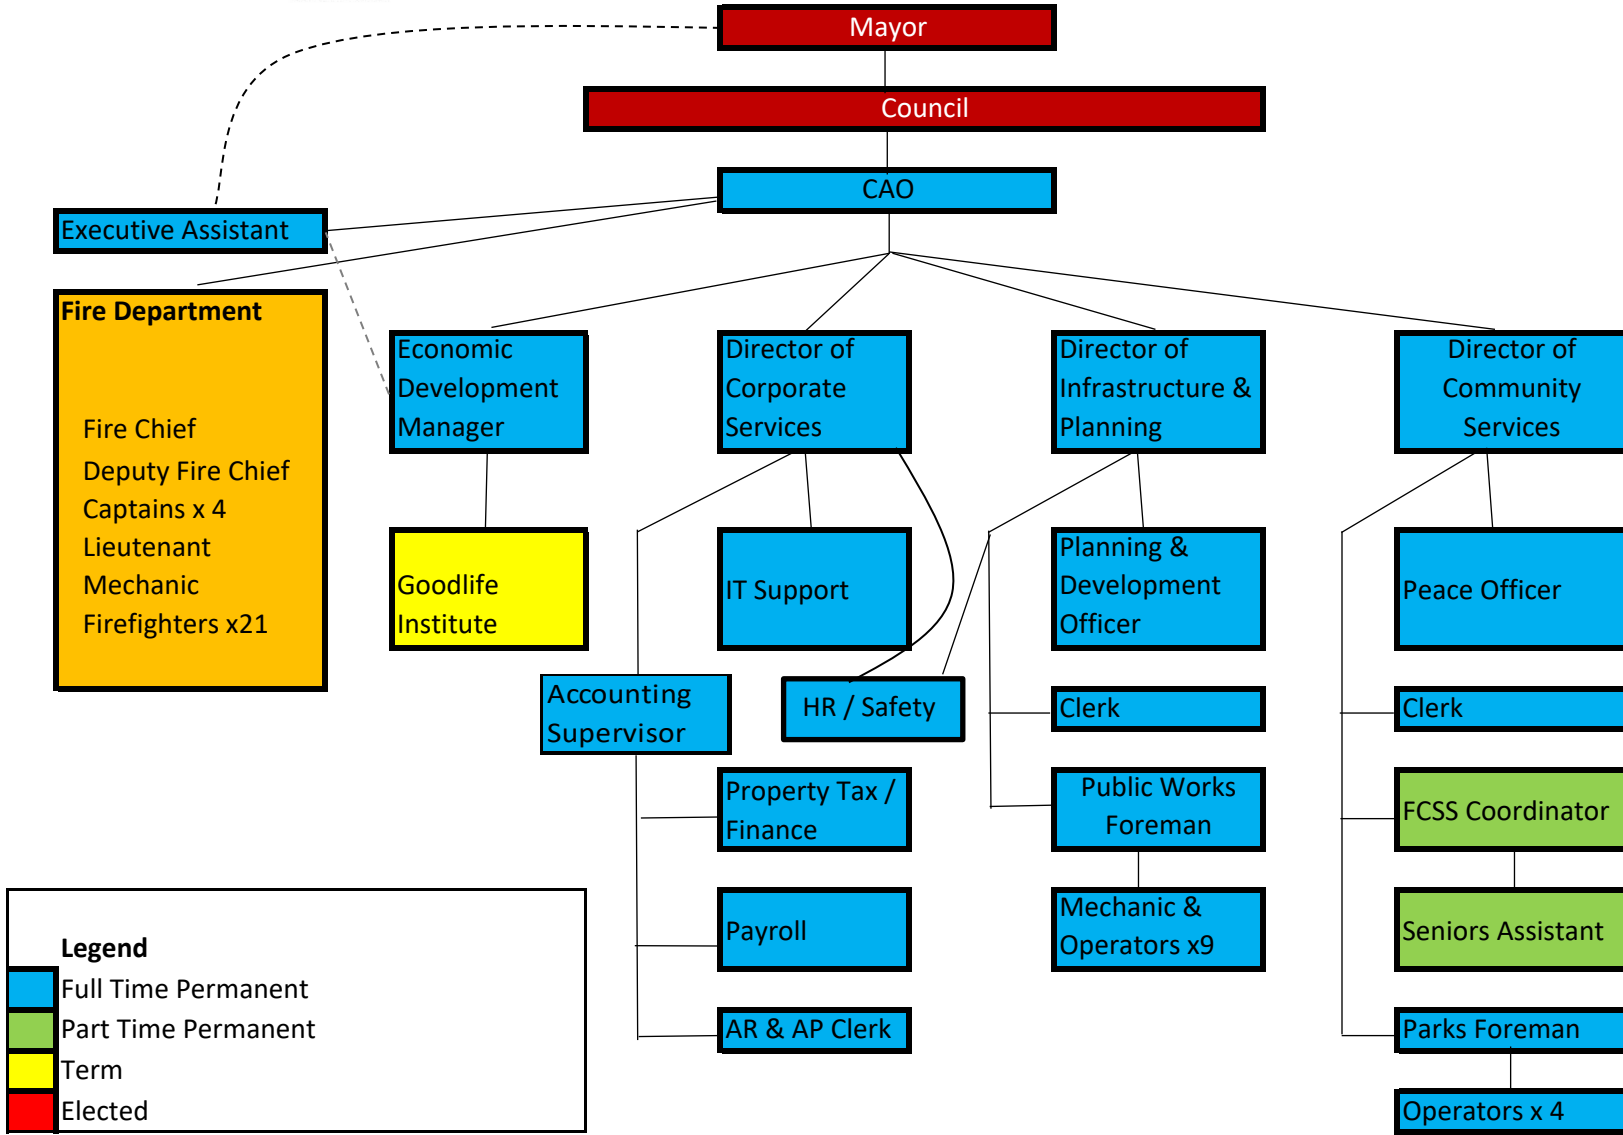 Mayor
Council
CAO
Executive Assistant
Fire Department
Fire Chief
Deputy Fire Chief
Captains x 4
Lieutenant
Mechanic
Firefighters x21
Economic
Development
Manager
Director of
Corporate
Services
Director of
Infrastructure &
Planning
Director of
Community
Services
Goodlife
Institute
IT Support
Planning &
Development
Officer
Peace Officer
Accounting
Supervisor
HR / Safety
Clerk
Clerk
Property Tax /
Finance
Public Works
Foreman
FCSS Coordinator
Payroll
Mechanic &
Operators x9
Seniors Assistant
AR & AP Clerk
Parks Foreman
Operators x 4
Legend
Full Time Permanent
Part Time Permanent
Term
Elected